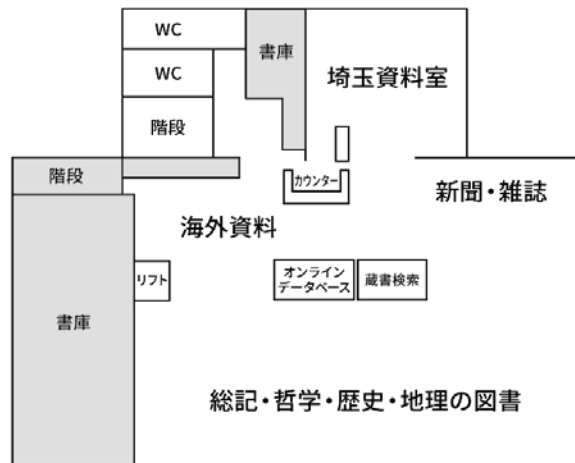 WC
書庫
埼玉資料室
WC
階段
階段
カウンター
新聞・雑誌
海外資料
リフト
オンライン
データベース
蔵書検索
書庫
総記・哲学・歴史・地理の図書